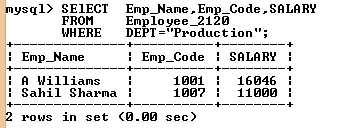 mysql> SElECT Emp_Name,Emp_Code,SALARY
FROM Employee_2120
WHERE DEPT="Production";
+--------------+----------+--------+
| Emp_Name | Emp_Code | SALARY |
+--------------+----------+--------+
| A Williams | 1001 | 16046 |
| Sahil Sharma | 1007 | 11000 |
+--------------+----------+--------+
2 rows in set (0.00 sec)